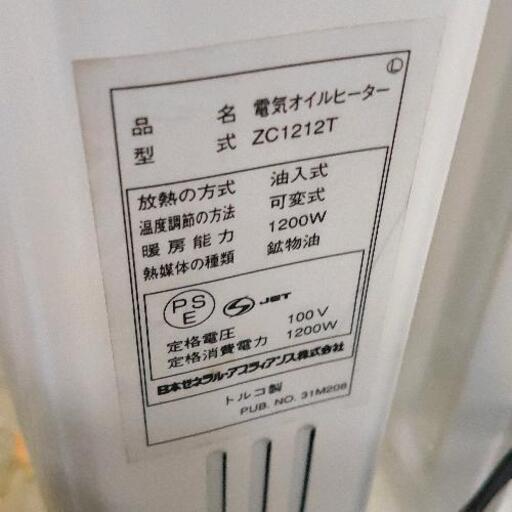 Ⓛ
品名 電気オイルヒーター
型式 ZC1212T
放熱の方式 油入式
温度調節の方法 可変式
暖房能力 1200W
熱媒体の種類 鉱物油
PS
E
JET
定格電圧 100V
定格消費電力 1200W
日本ゼネラル・アプライアンス株式会社
トルコ製
PUB. NO. 31M208